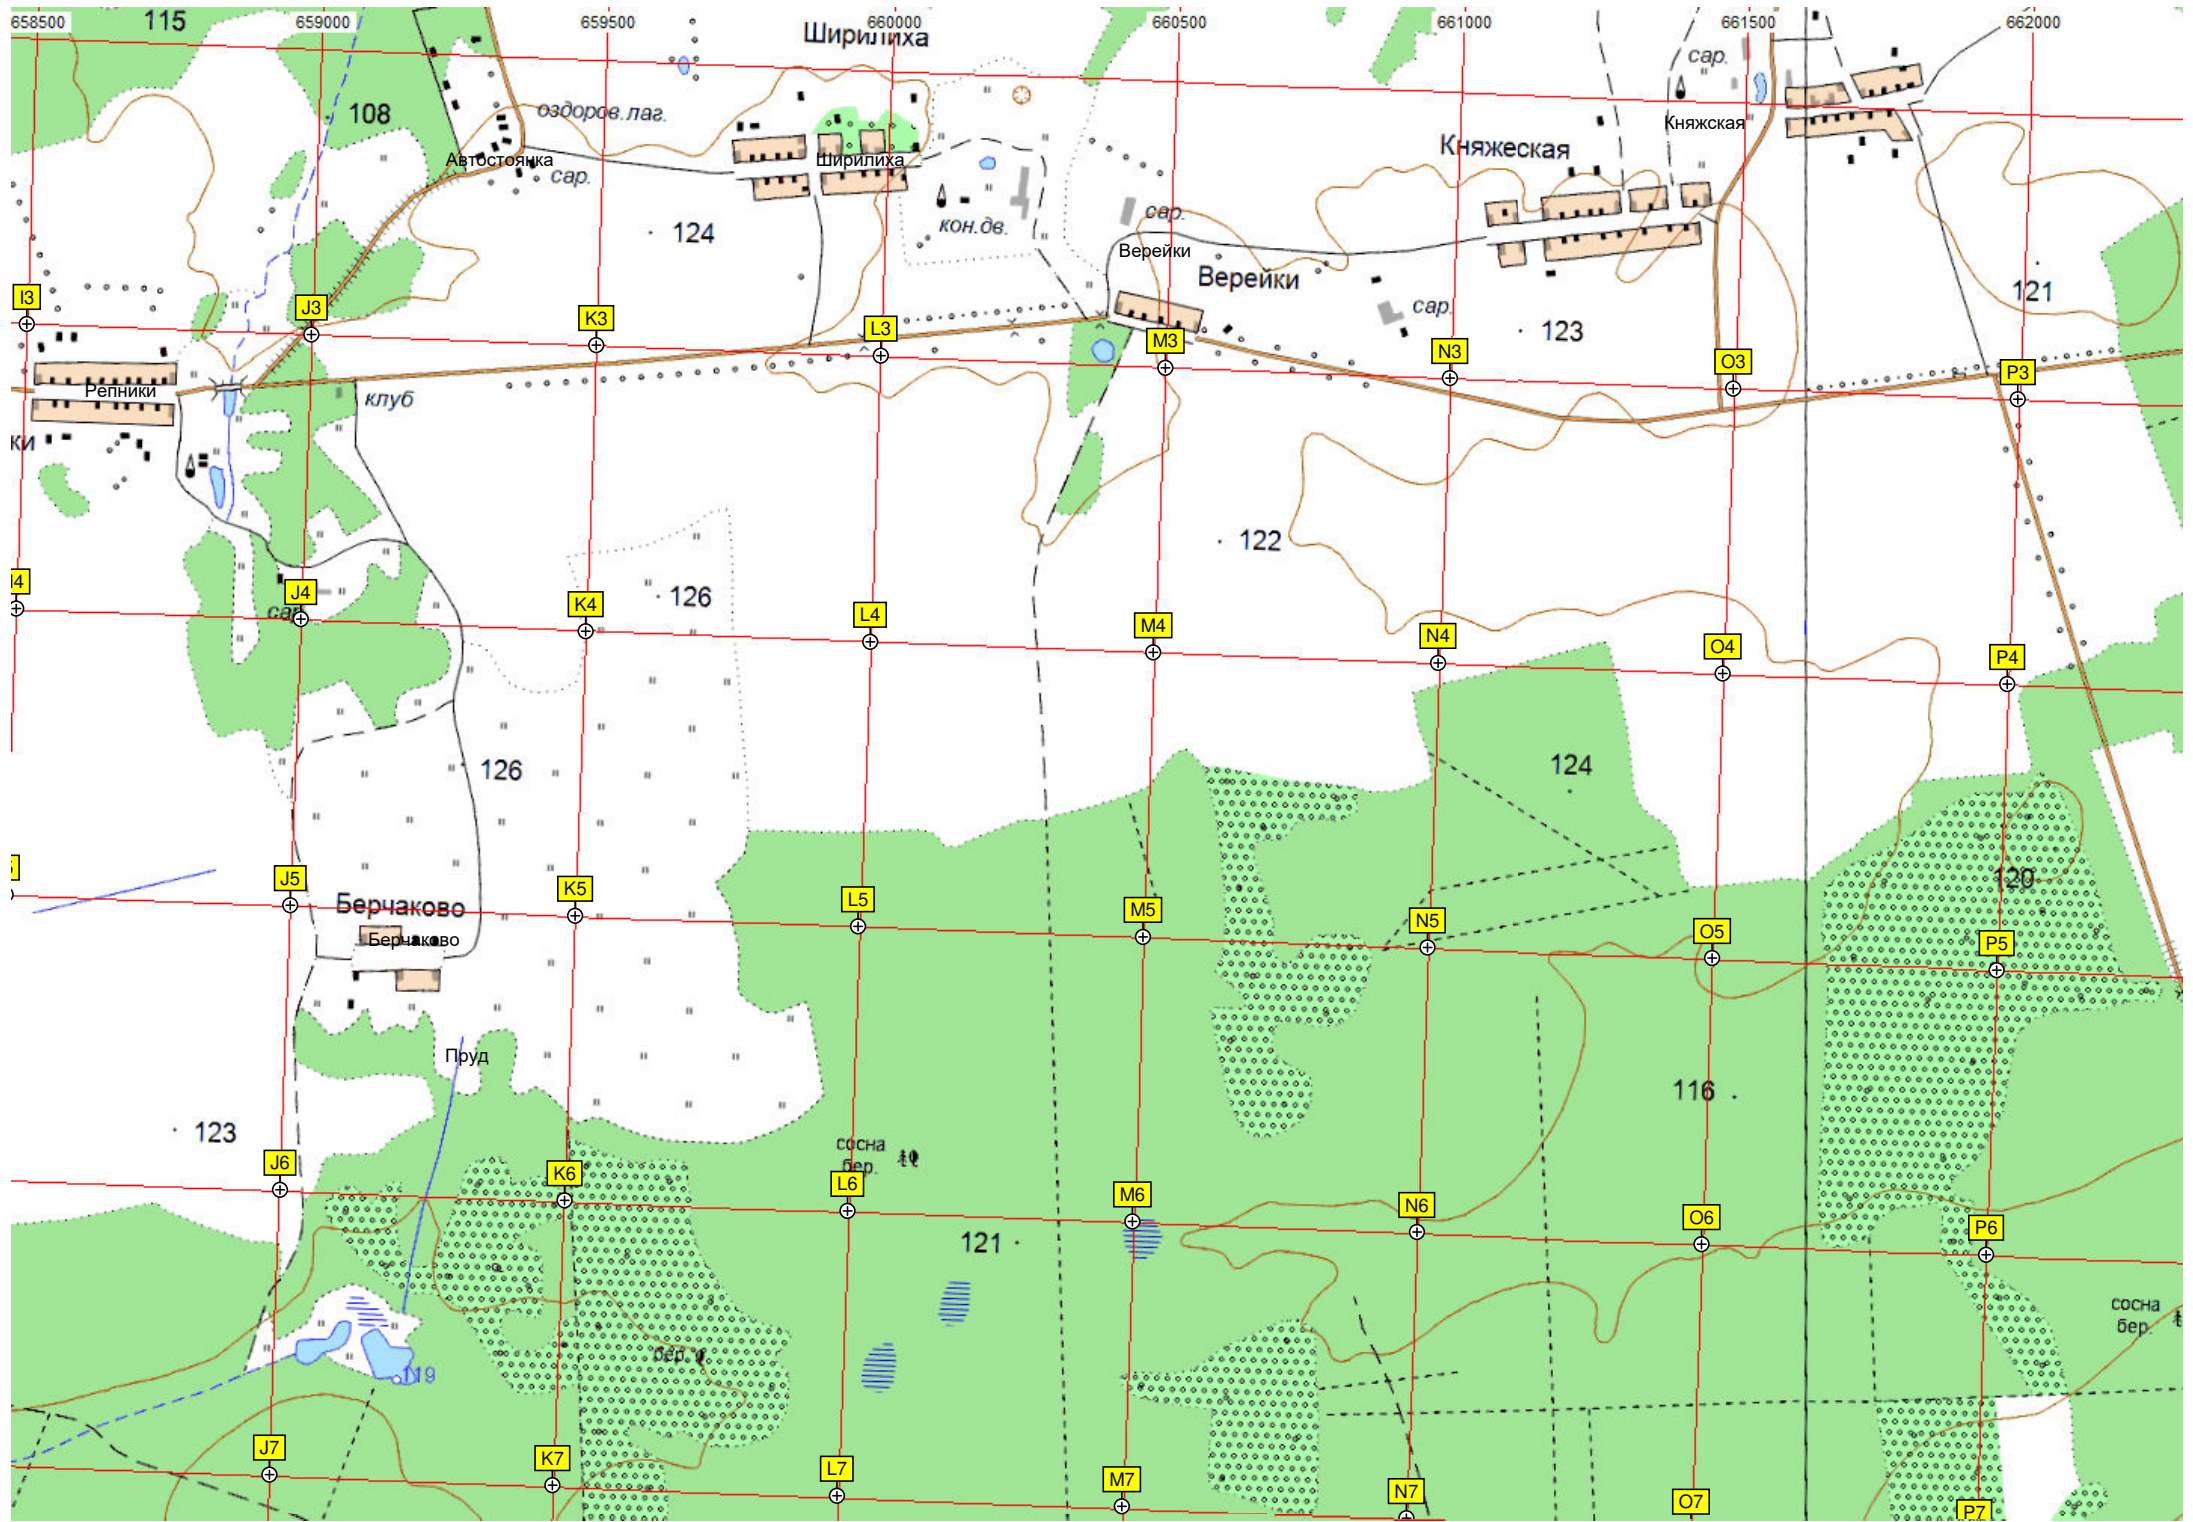 658500 659000 659500 660000 660500 661000 661500 662000
115
Ширилиха
сар.
108
оздоров.лаг.
Княжская
Княжеская
Автостоянка
Ширилиха
сар.
124
кон.дв.
сар.
Верейки
Верейки
121
I3
J3
K3
L3
M3
N3
O3
P3
сар.
123
Репники
ки
клуб
122
126
I4
J4
K4
L4
M4
N4
O4
P4
сар.
126
124
120
J5
K5
L5
M5
N5
O5
P5
Берчаково
Берчаково
Пруд
116
123
сосна
бер.
J6
K6
L6
M6
N6
O6
P6
121
сосна
бер.
бер.
119
J7
K7
L7
M7
N7
O7
P7